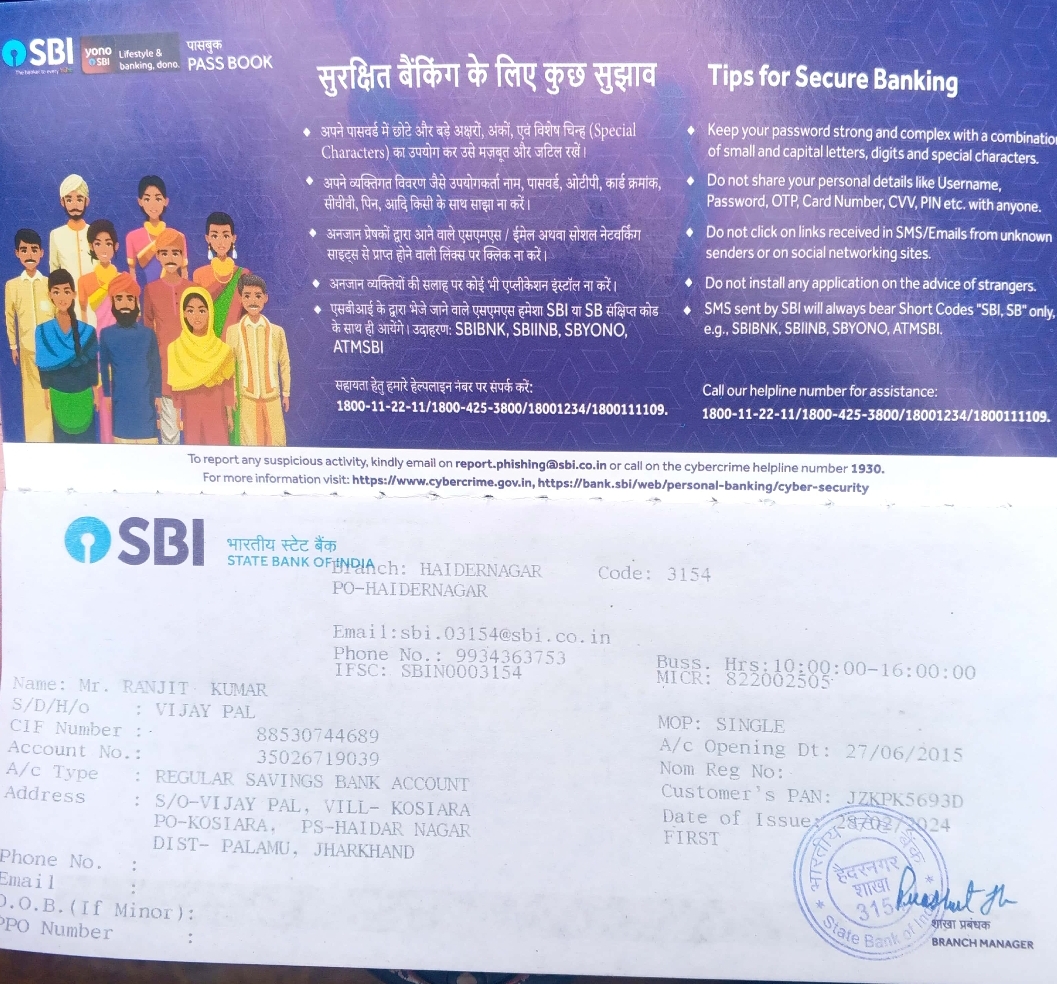 SBI
The banker to every Indian
yono SBI
Lifestyle & banking, dono.
पासबुक
PASS BOOK
सुरक्षित बैंकिंग के लिए कुछ सुझाव
अपने पासवर्ड में छोटे और बड़े अक्षरों, अंकों, एवं विशेष चिन्ह (Special
Characters) का उपयोग कर उसे मज़बूत और जटिल रखें।
अपने व्यक्तिगत विवरण जैसे उपयोगकर्ता नाम, पासवर्ड, ओटीपी, कार्ड क्रमांक,
सीवीवी, पिन, आदि किसी के साथ साझा ना करें।
अनजान प्रेषकों द्वारा आने वाले एसएमएस / ईमेल अथवा सोशल नेटवर्किंग
साइट्स से प्राप्त होने वाली लिंक्स पर क्लिक ना करें।
अनजान व्यक्तियों की सलाह पर कोई भी एप्लीकेशन इंस्टॉल ना करें।
एसबीआई के द्वारा भेजे जाने वाले एसएमएस हमेशा SBI या SB संक्षिप्त कोड
के साथ ही आयेंगे। उदाहरण: SBIBNK, SBIINB, SBYONO,
ATMSBI
सहायता हेतु हमारे हेल्पलाइन नंबर पर संपर्क करें:
1800-11-22-11/1800-425-3800/18001234/1800111109.
Tips for Secure Banking
Keep your password strong and complex with a combination
of small and capital letters, digits and special characters.
Do not share your personal details like Username,
Password, OTP, Card Number, CVV, PIN etc. with anyone.
Do not click on links received in SMS/Emails from unknown
senders or on social networking sites.
Do not install any application on the advice of strangers.
SMS sent by SBI will always bear Short Codes "SBI, SB" only,
e.g., SBIBNK, SBIINB, SBYONO, ATMSBI.
Call our helpline number for assistance:
1800-11-22-11/1800-425-3800/18001234/1800111109.
To report any suspicious activity, kindly email on report.phishing@sbi.co.in or call on the cybercrime helpline number 1930.
For more information visit: https://www.cybercrime.gov.in, https://bank.sbi/web/personal-banking/cyber-security
SBI
भारतीय स्टेट बैंक
STATE BANK OF INDIA
Branch: HAIDERNAGAR Code: 3154
PO-HAIDERNAGAR
Email:sbi.03154@sbi.co.in
Phone No.: 9934363753
Buss. Hrs:10:00:00-16:00:00
IFSC: SBIN0003154
MICR: 822002505
Name: Mr. RANJIT KUMAR
S/D/H/o : VIJAY PAL
MOP: SINGLE
CIF Number : 88530744689
A/c Opening Dt: 27/06/2015
Account No.: 35026719039
Nom Reg No:
A/c Type : REGULAR SAVINGS BANK ACCOUNT
Customer's PAN: JZKPK5693D
Address : S/O-VIJAY PAL, VILL- KOSIARA
Date of Issue: /02/2024
PO-KOSIARA, PS-HAIDAR NAGAR
FIRST
DIST- PALAMU, JHARKHAND
Phone No. :
Email :
D.O.B.(If Minor):
PPO Number :
भारतीय स्टेट बैंक
हैदरनगर
शाखा
3154
State Bank of India
शाखा प्रबंधक
BRANCH MANAGER